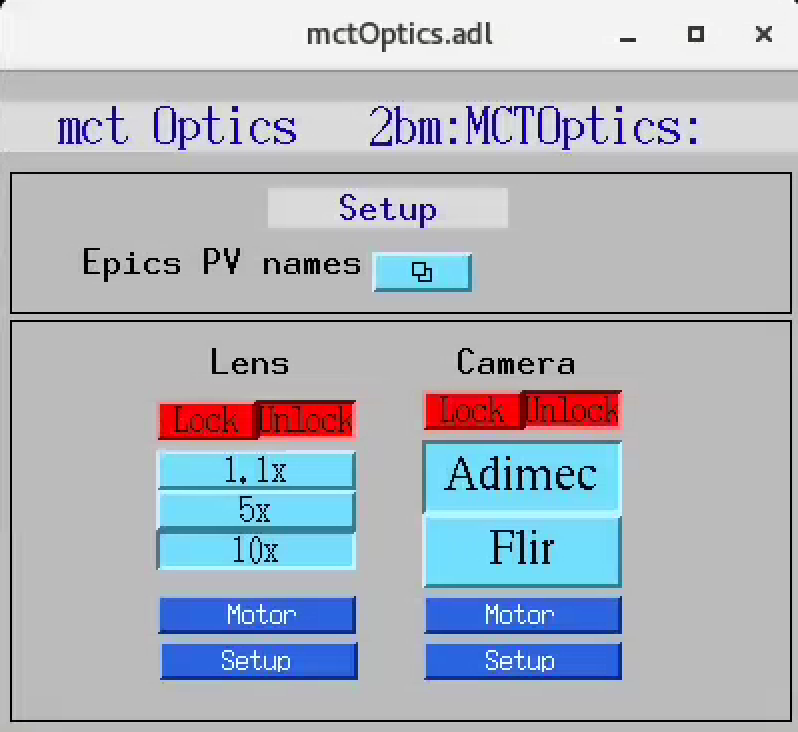 mctOptics.adl
mct Optics 2bm:MCTOptics:
Setup
Epics PV names
Lens Camera
Lock Unlock Lock Unlock
1.1x
5x
10x
Adimec
Flir
Motor Motor
Setup Setup